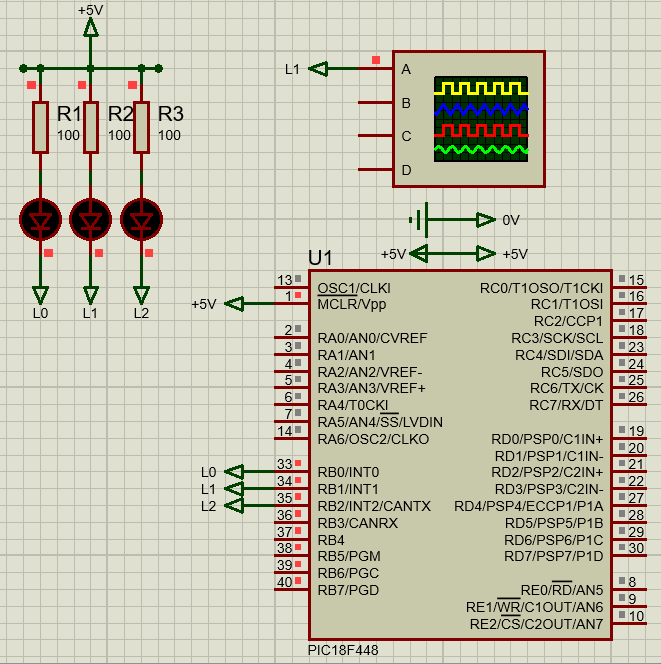 +5V
R1 R2 R3
100 100 100
L0 L1 L2
L1
A
B
C
D
0V
+5V +5V
U1
13 OSC1/CLKI RC0/T1OSO/T1CKI 15
+5V 1 MCLR/Vpp RC1/T1OSI 16
RC2/CCP1 17
2 RA0/AN0/CVREF RC3/SCK/SCL 18
3 RA1/AN1 RC4/SDI/SDA 23
4 RA2/AN2/VREF- RC5/SDO 24
5 RA3/AN3/VREF+ RC6/TX/CK 25
6 RA4/T0CKI RC7/RX/DT 26
7 RA5/AN4/SS/LVDIN
14 RA6/OSC2/CLKO RD0/PSP0/C1IN+ 19
RD1/PSP1/C1IN- 20
L0 33 RB0/INT0 RD2/PSP2/C2IN+ 21
L1 34 RB1/INT1 RD3/PSP3/C2IN- 22
L2 35 RB2/INT2/CANTX RD4/PSP4/ECCP1/P1A 27
36 RB3/CANRX RD5/PSP5/P1B 28
37 RB4 RD6/PSP6/P1C 29
38 RB5/PGM RD7/PSP7/P1D 30
39 RB6/PGC
40 RB7/PGD RE0/RD/AN5 8
RE1/WR/C1OUT/AN6 9
RE2/CS/C2OUT/AN7 10
PIC18F448